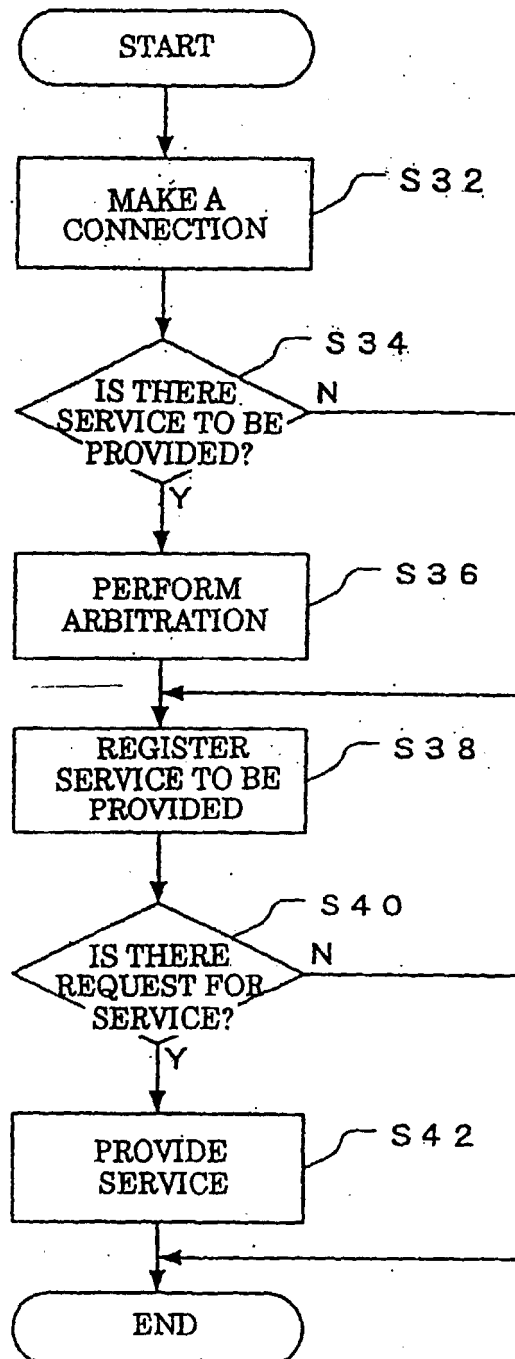 START
MAKE A
CONNECTION
S32
S34
IS THERE
SERVICE TO BE
PROVIDED?
N
Y
PERFORM
ARBITRATION
S36
REGISTER
SERVICE TO BE
PROVIDED
S38
S40
IS THERE
REQUEST FOR
SERVICE?
N
Y
PROVIDE
SERVICE
S42
END